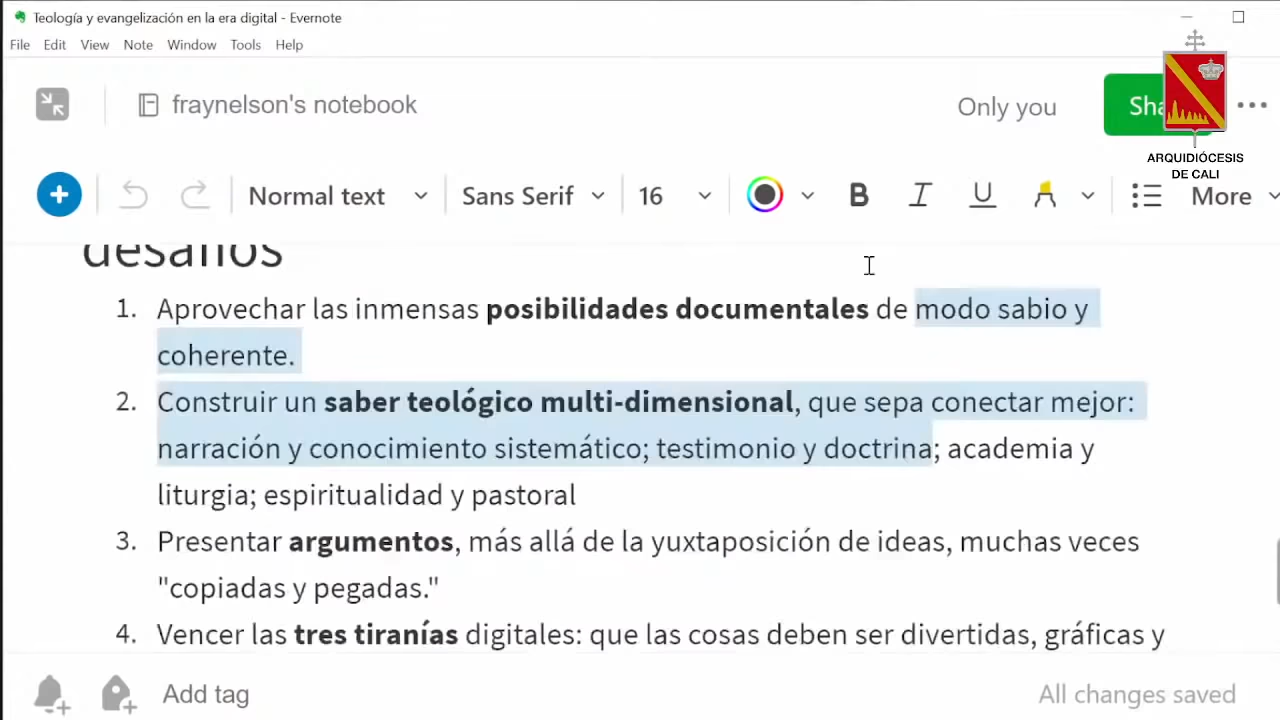 Teología y evangelización en la era digital - Evernote
File Edit View Note Window Tools Help
fraynelson's notebook
Only you
ARQUIDIÓCESIS
DE CALI
Normal text
Sans Serif
16
B I U
More
desafíos
1. Aprovechar las inmensas posibilidades documentales de modo sabio y
coherente.
2. Construir un saber teológico multi-dimensional, que sepa conectar mejor:
narración y conocimiento sistemático; testimonio y doctrina; academia y
liturgia; espiritualidad y pastoral
3. Presentar argumentos, más allá de la yuxtaposición de ideas, muchas veces
"copiadas y pegadas."
4. Vencer las tres tiranías digitales: que las cosas deben ser divertidas, gráficas y
Add tag
All changes saved